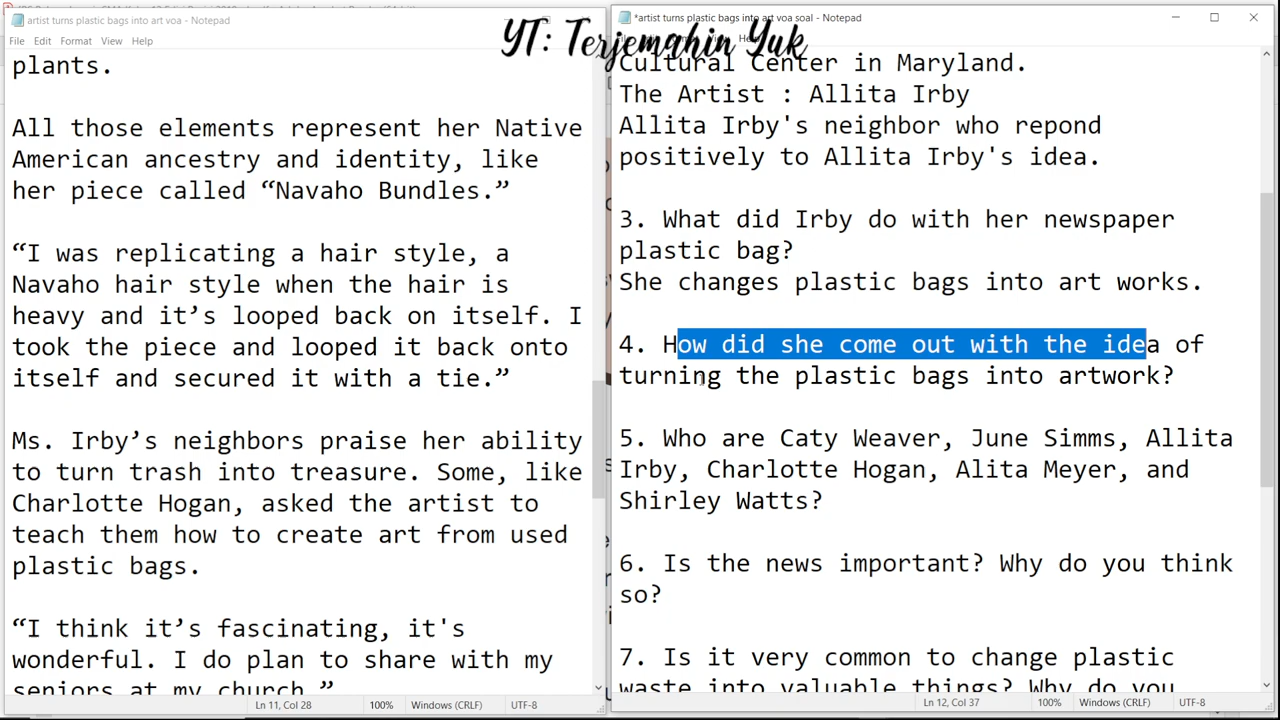 artist turns plastic bags into art voa - Notepad
File Edit Format View Help
plants.
All those elements represent her Native
American ancestry and identity, like
her piece called “Navaho Bundles.”
“I was replicating a hair style, a
Navaho hair style when the hair is
heavy and it’s looped back on itself. I
took the piece and looped it back onto
itself and secured it with a tie.”
Ms. Irby’s neighbors praise her ability
to turn trash into treasure. Some, like
Charlotte Hogan, asked the artist to
teach them how to create art from used
plastic bags.
“I think it’s fascinating, it's
wonderful. I do plan to share with my
seniors at my church.”
Ln 11, Col 28 100% Windows (CRLF) UTF-8
YT: Terjemahin Yuk
*artist turns plastic bags into art voa soal - Notepad
Cultural Center in Maryland.
The Artist : Allita Irby
Allita Irby's neighbor who repond
positively to Allita Irby's idea.
3. What did Irby do with her newspaper
plastic bag?
She changes plastic bags into art works.
4. How did she come out with the idea of
turning the plastic bags into artwork?
5. Who are Caty Weaver, June Simms, Allita
Irby, Charlotte Hogan, Alita Meyer, and
Shirley Watts?
6. Is the news important? Why do you think
so?
7. Is it very common to change plastic
waste into valuable things? Why do you
Ln 12, Col 37 100% Windows (CRLF) UTF-8